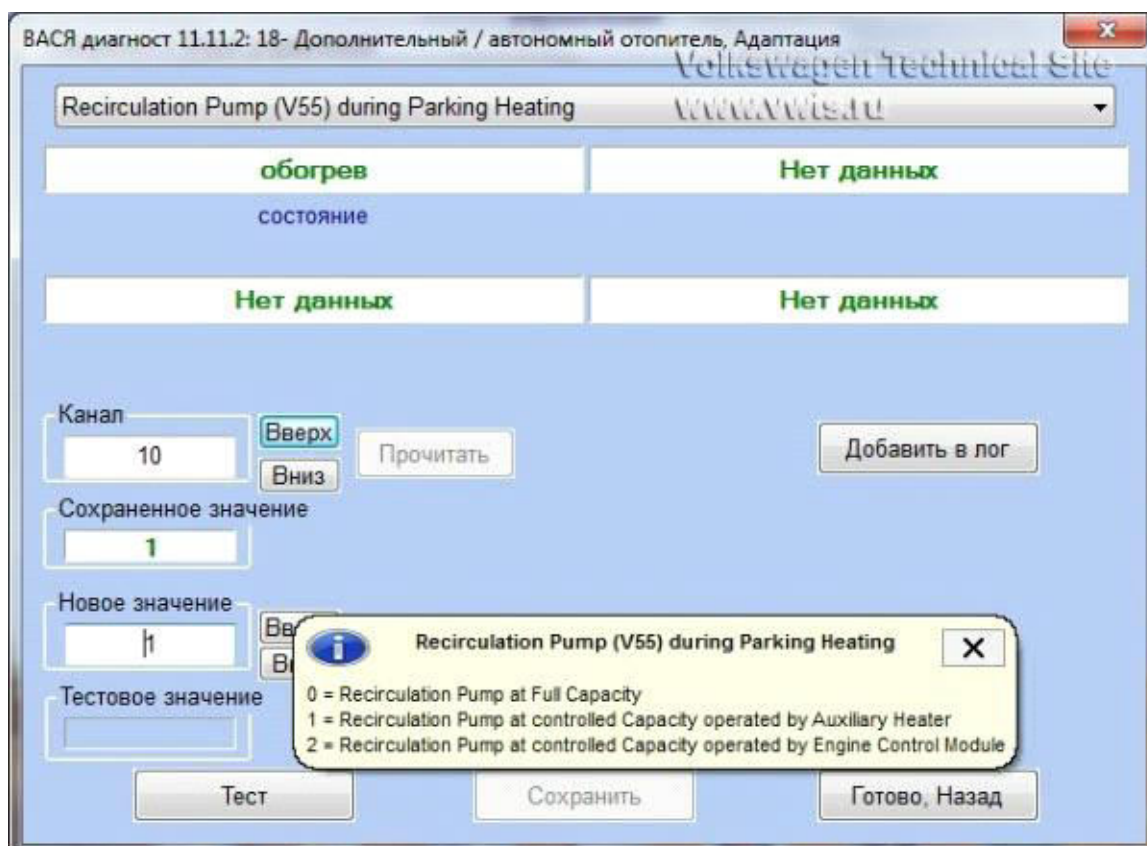 ВАСЯ диагност 11.11.2: 18- Дополнительный / автономный отопитель, Адаптация
Volkswagen Technical Site
Recirculation Pump (V55) during Parking Heating
www.vwts.ru
обогрев
Нет данных
состояние
Нет данных
Нет данных
Канал
10
Вверх
Вниз
Прочитать
Добавить в лог
Сохраненное значение
1
Новое значение
1
Вв
В
Recirculation Pump (V55) during Parking Heating
0 = Recirculation Pump at Full Capacity
1 = Recirculation Pump at controlled Capacity operated by Auxiliary Heater
2 = Recirculation Pump at controlled Capacity operated by Engine Control Module
Тестовое значение
Тест
Сохранить
Готово, Назад